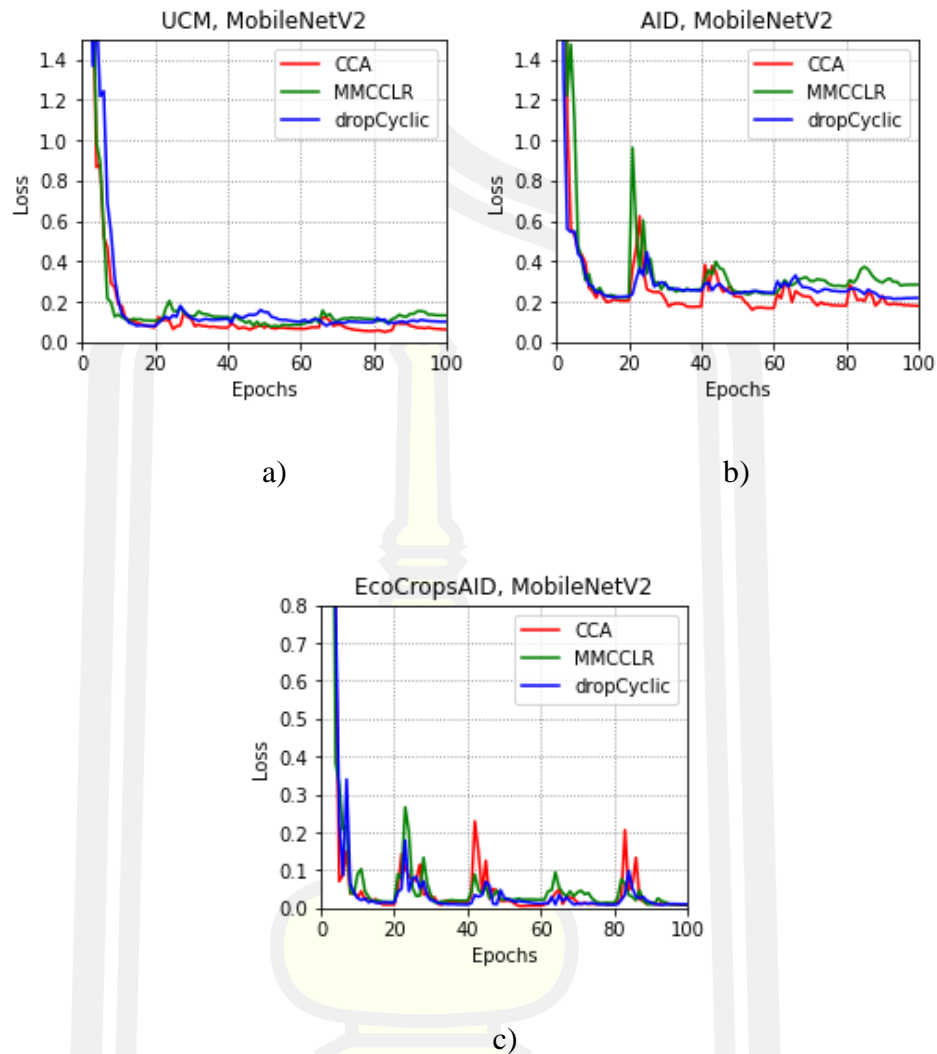 UCM, MobileNetV2
1.4
1.2
1.0
0.8
0.6
0.4
0.2
0.0
Loss
CCA
MMCCLR
dropCyclic
0 20 40 60 80 100
Epochs
a)
AID, MobileNetV2
1.4
1.2
1.0
0.8
0.6
0.4
0.2
0.0
Loss
CCA
MMCCLR
dropCyclic
0 20 40 60 80 100
Epochs
b)
EcoCropsAID, MobileNetV2
0.8
0.7
0.6
0.5
0.4
0.3
0.2
0.1
0.0
Loss
CCA
MMCCLR
dropCyclic
0 20 40 60 80 100
Epochs
c)